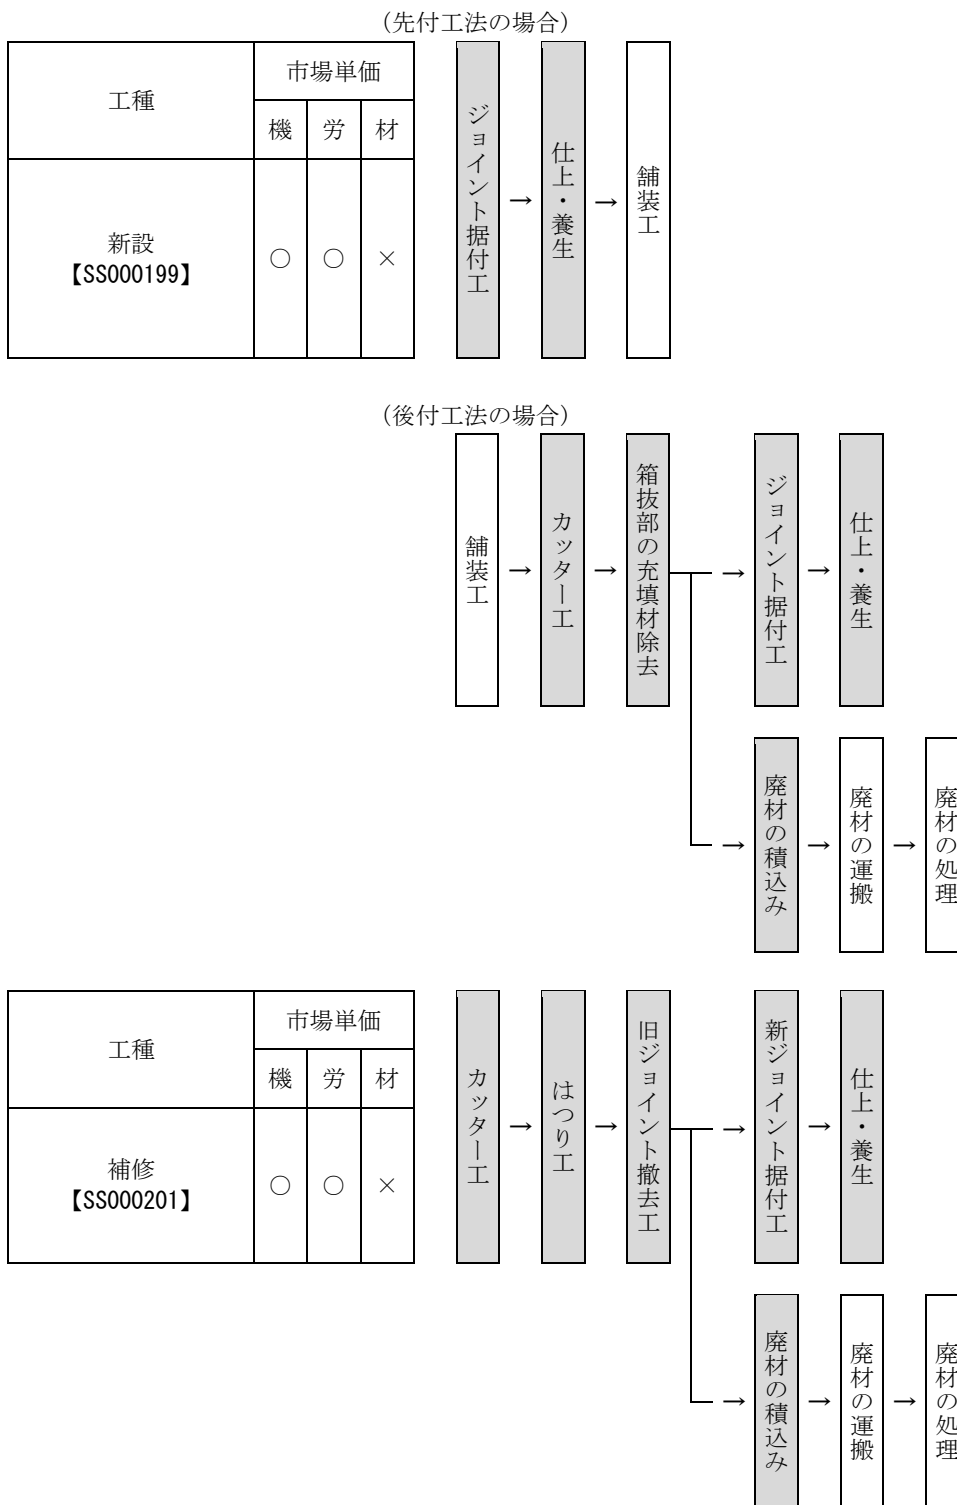 （先付工法の場合）
工種
市場単価
機
労
材
新設
【SS000199】
○
○
×
ジョイント据付工
→
仕上・養生
→
舗装工
（後付工法の場合）
舗装工
→
カッター工
→
箱抜部の充填材除去
→
ジョイント据付工
→
仕上・養生
→
廃材の積込み
→
廃材の運搬
→
廃材の処理
工種
市場単価
機
労
材
補修
【SS000201】
○
○
×
カッター工
→
はつり工
→
旧ジョイント撤去工
→
新ジョイント据付工
→
仕上・養生
→
廃材の積込み
→
廃材の運搬
→
廃材の処理